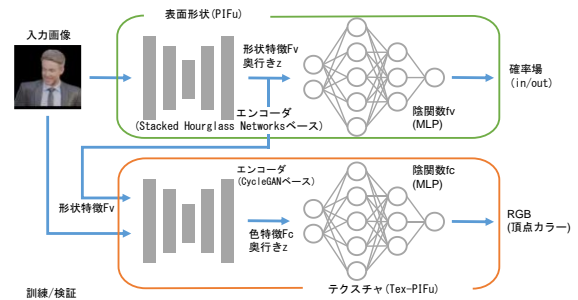 表面形状(PIFu)
入力画像
形状特徴Fv
奥行きz
エンコーダ
(Stacked Hourglass Networksベース)
陰関数fv
(MLP)
確率場
(in/out)
形状特徴Fv
エンコーダ
(CycleGANベース)
色特徴Fc
奥行きz
陰関数fc
(MLP)
RGB
(頂点カラー)
テクスチャ(Tex-PIFu)
訓練/検証